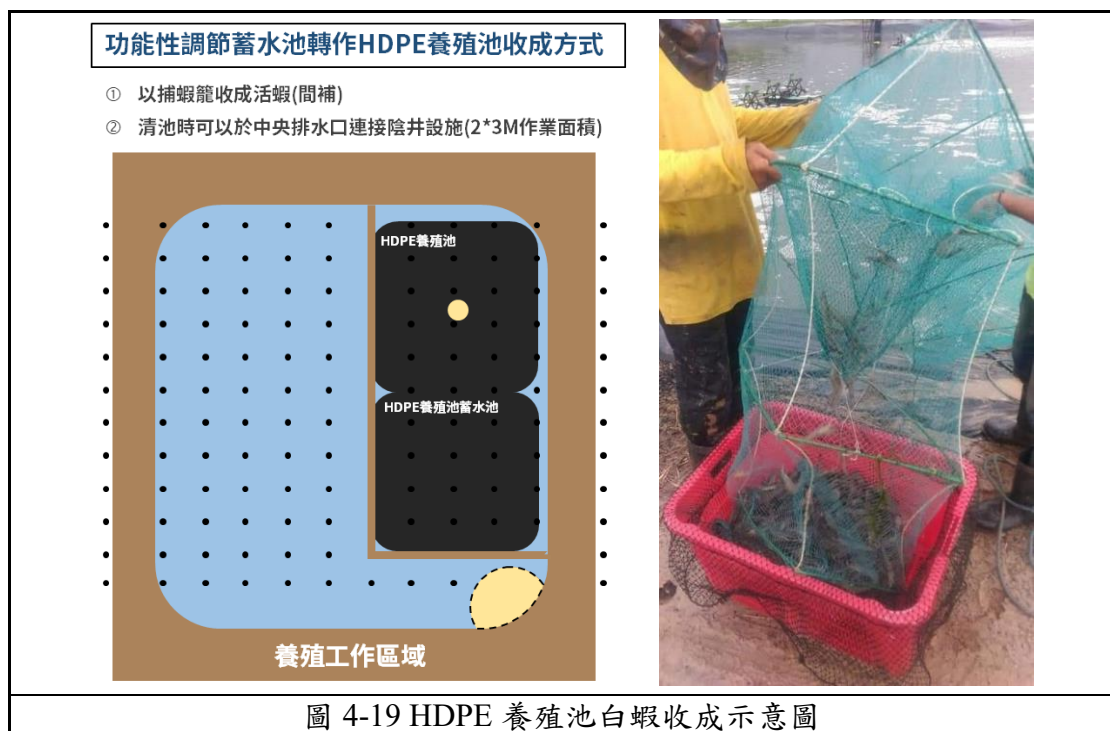 功能性調節蓄水池轉作HDPE養殖池收成方式
① 以捕蝦籠收成活蝦(間補)
② 清池時可以於中央排水口連接陰井設施(2*3M作業面積)
HDPE養殖池
HDPE養殖池蓄水池
養殖工作區域
圖 4-19 HDPE 養殖池白蝦收成示意圖